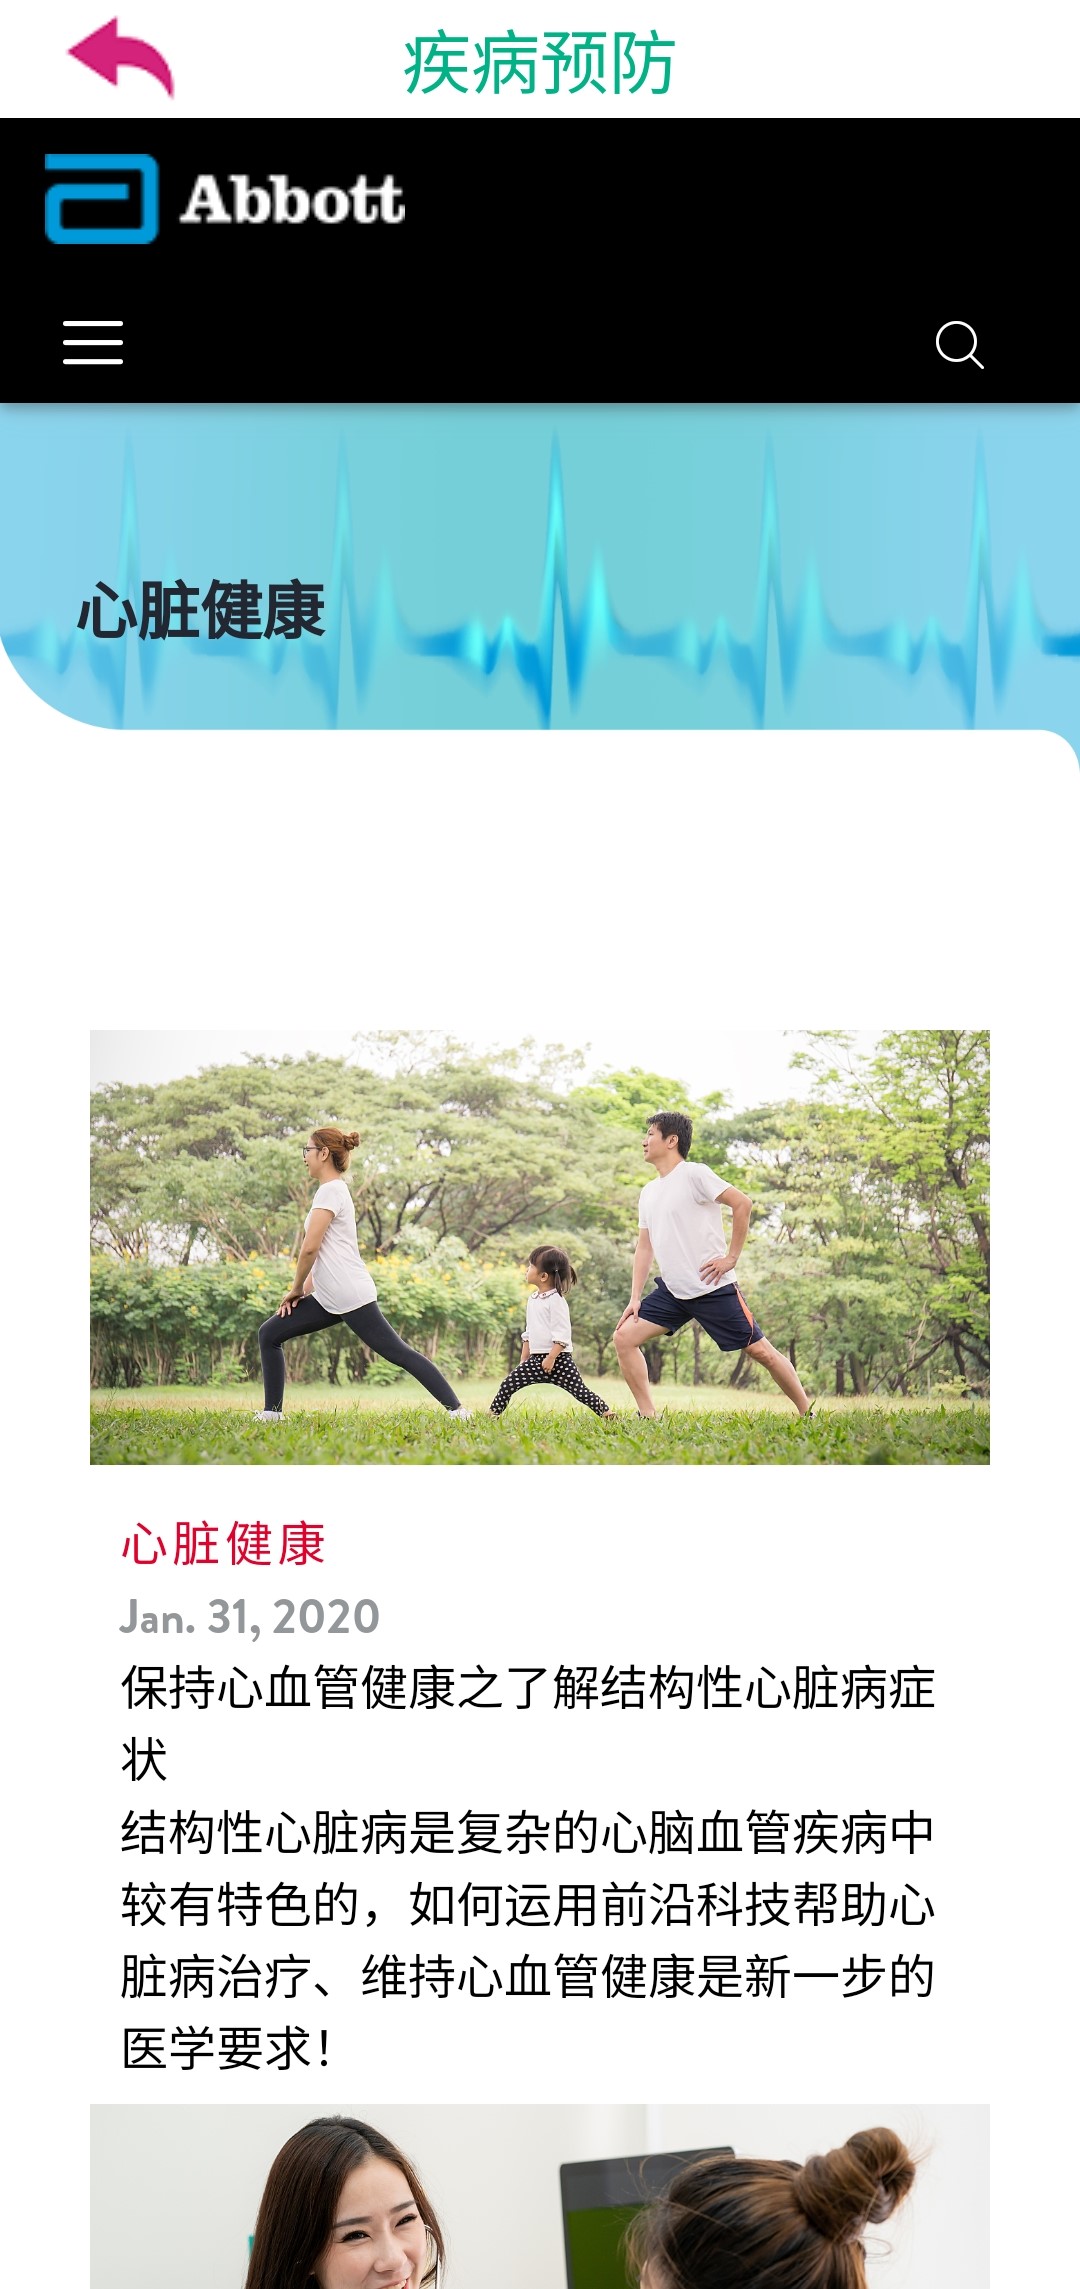 疾病预防
Abbott
心脏健康
心脏健康
Jan. 31, 2020
保持心血管健康之了解结构性心脏病症
状
结构性心脏病是复杂的心脑血管疾病中
较有特色的，如何运用前沿科技帮助心
脏病治疗、维持心血管健康是新一步的
医学要求！